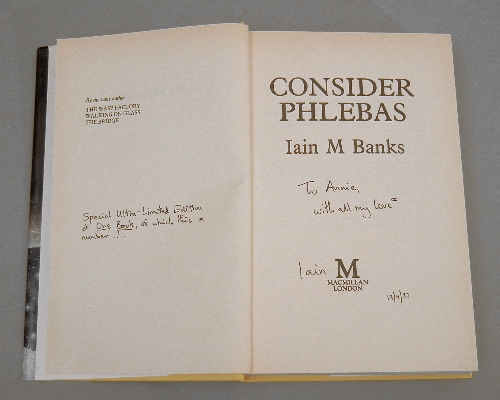 By the same author
THE WASP FACTORY
WALKING ON GLASS
THE BRIDGE
Special Ultra-Limited Edition
of One Book, of which this is
number 1.
CONSIDER
PHLEBAS
Iain M Banks
To Annie,
with all my love
Iain
M
MACMILLAN
LONDON